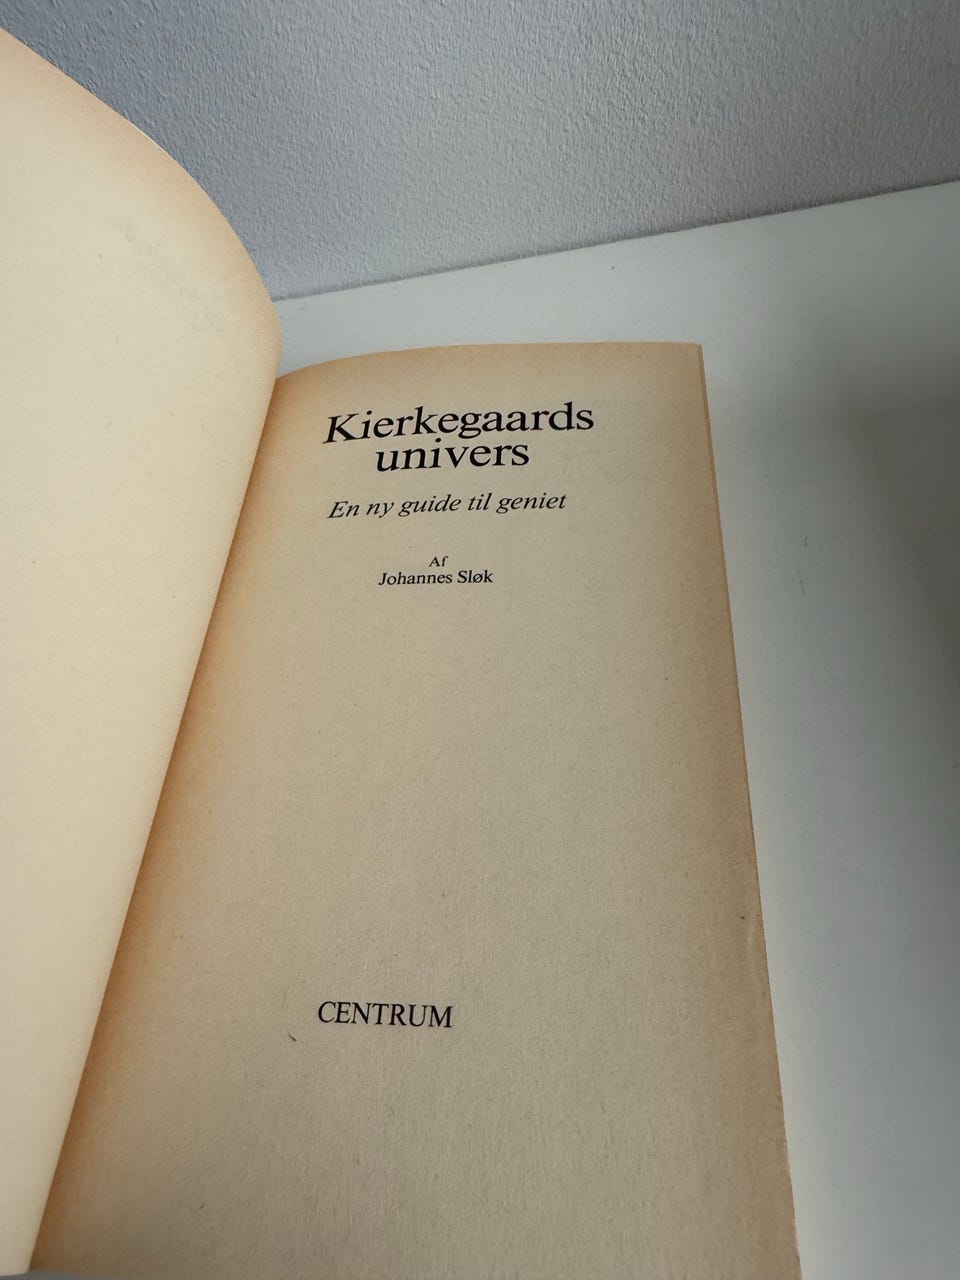 Kierkegaards
univers
En ny guide til geniet
Af
Johannes Sløk
CENTRUM